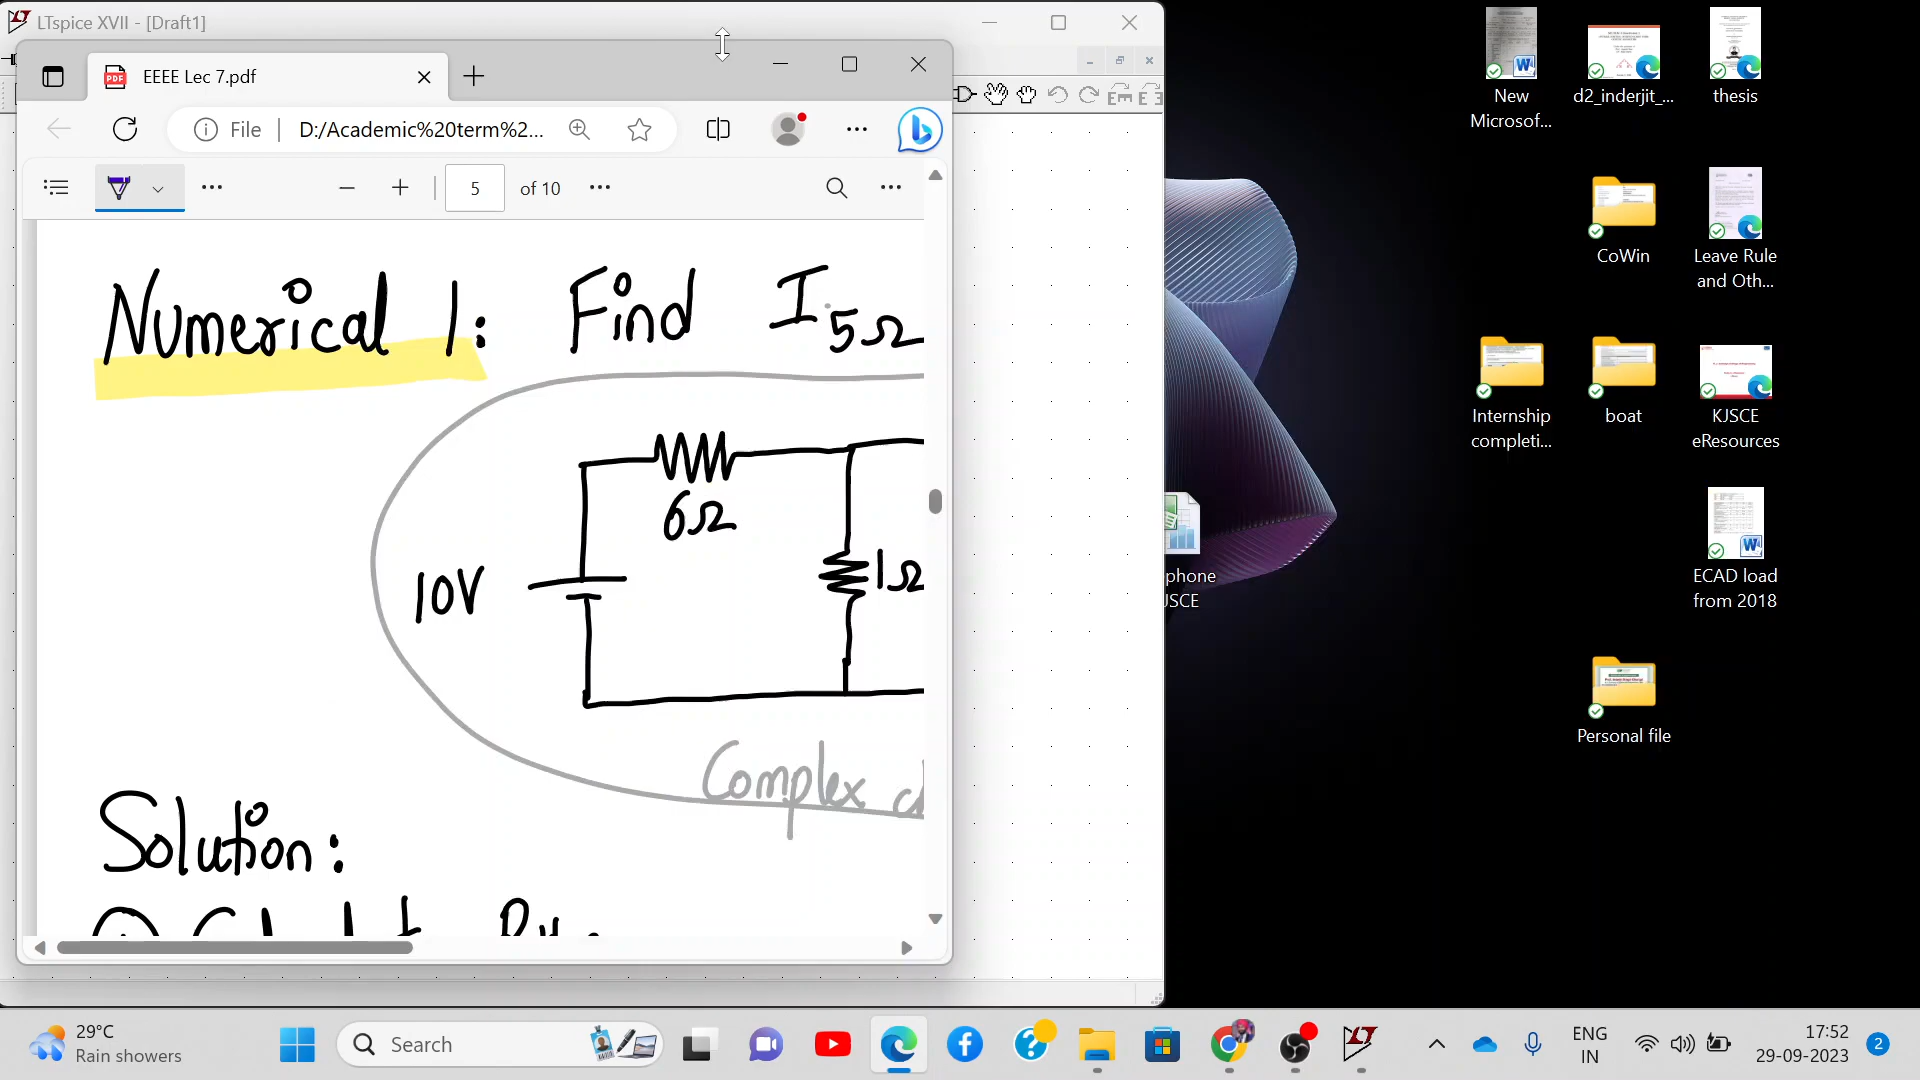 LTspice XVII - [Draft1]
EEEE Lec 7.pdf
File
D:/Academic%20term%2...
5
of 10
Numerical 1: Find I5Ω
6Ω
10V
1Ω
Complex
Solution:
New
Microsof...
d2_inderjit_...
thesis
CoWin
Leave Rule
and Oth...
Internship
completi...
boat
KJSCE
eResources
phone
JSCE
ECAD load
from 2018
Personal file
29°C
Rain showers
Search
ENG
IN
17:52
29-09-2023
2